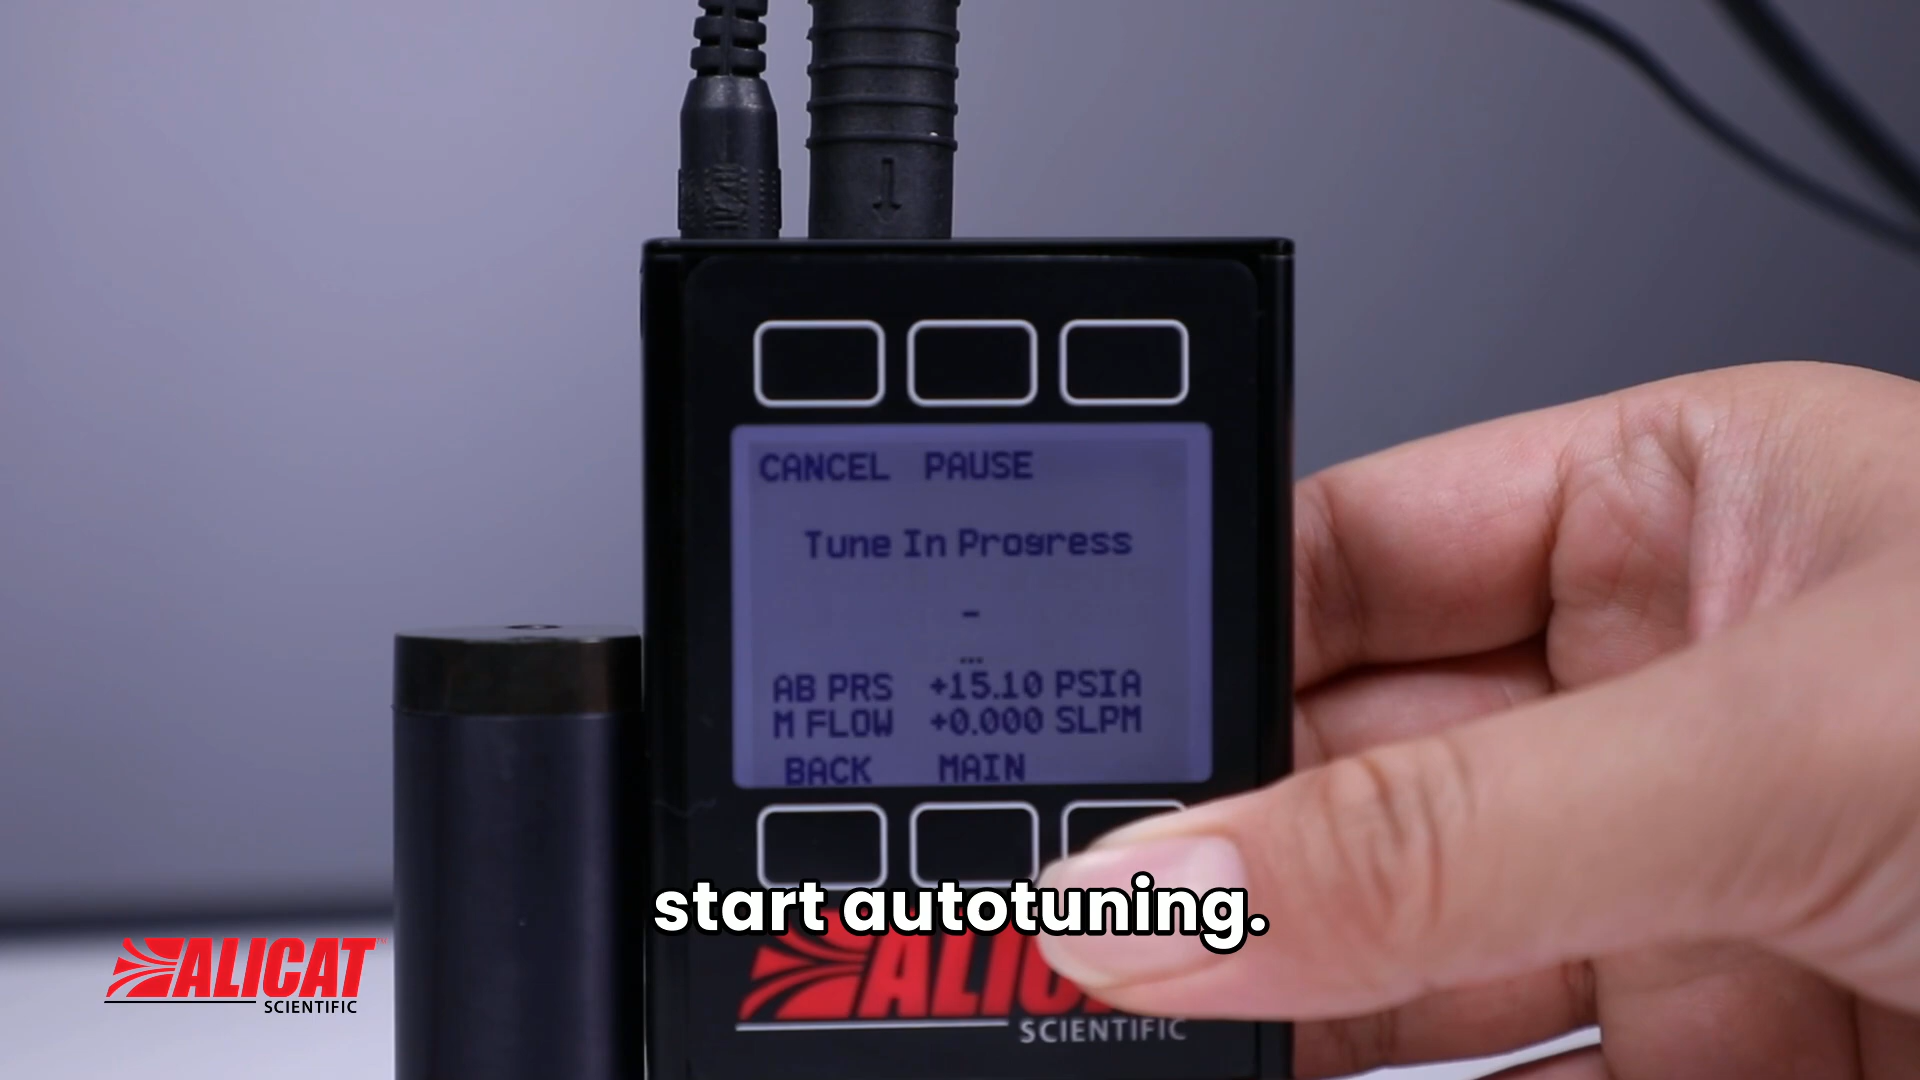 CANCEL PAUSE
Tune In Progress
-
...
AB PRS +15.10 PSIA
M FLOW +0.000 SLPM
BACK MAIN
start autotuning.
ALICAT
SCIENTIFIC
ALICAT™
SCIENTIFIC